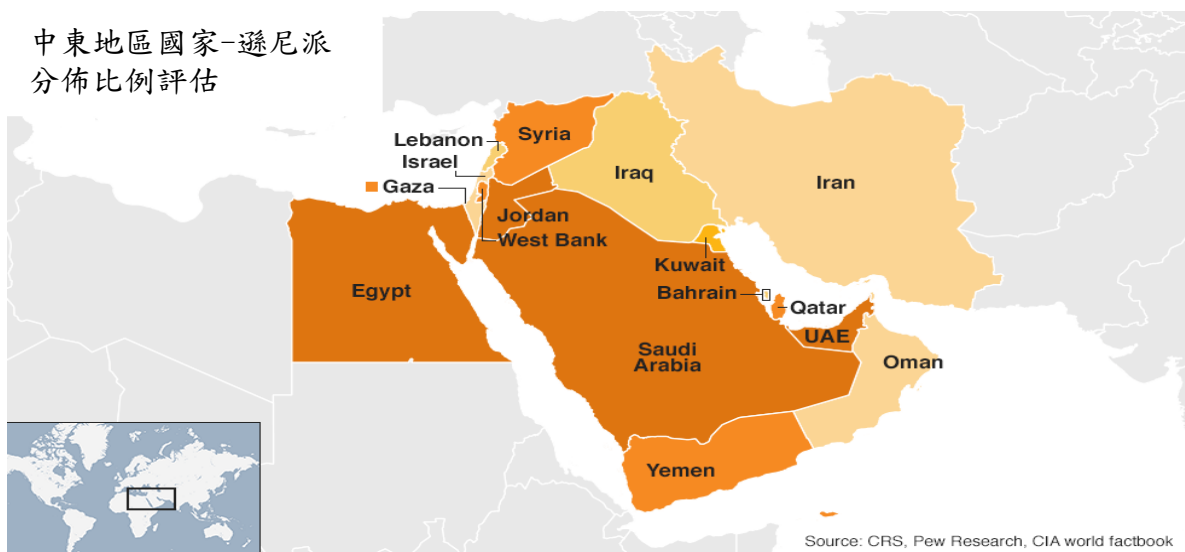 中東地區國家-遜尼派
分佈比例評估
Lebanon
Syria
Israel
Gaza
Iraq
Iran
Jordan
West Bank
Kuwait
Egypt
Bahrain
Qatar
UAE
Saudi
Arabia
Oman
Yemen
Source: CRS, Pew Research, CIA world factbook